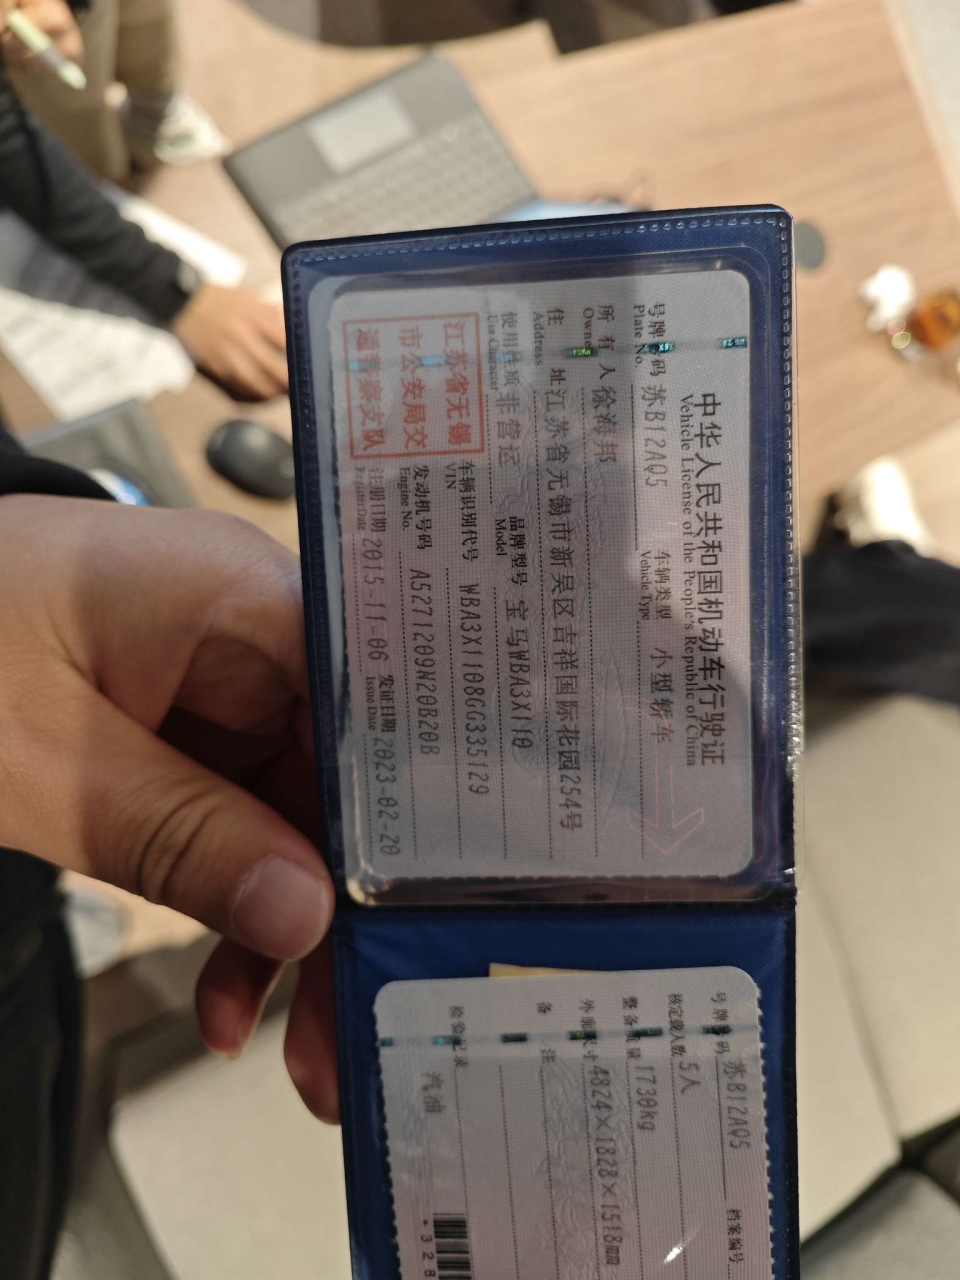 中华人民共和国机动车行驶证
Vehicle License of the People's Republic of China
号牌号码 苏B12AQ5 车辆类型 小型轿车
Plate No. Vehicle Type
所有人 徐海邦
Owner
住址 江苏省无锡市新吴区吉祥国际花园254号
Address
使用性质 非营运 品牌型号 宝马WBA3X110
Use Character Model
江苏省无锡
市公安局交
通警察支队
车辆识别代号 WBA3X1108GG335129
VIN
发动机号码 A5271209N20B20B
Engine No.
注册日期 2015-11-06 发证日期 2023-02-20
Register Date Issue Date
号牌号码 苏B12AQ5 档案编号
核定载人数 5人
整备质量 1730kg
外廓尺寸 4824×1828×1518mm
备注
检验记录
汽油
*328